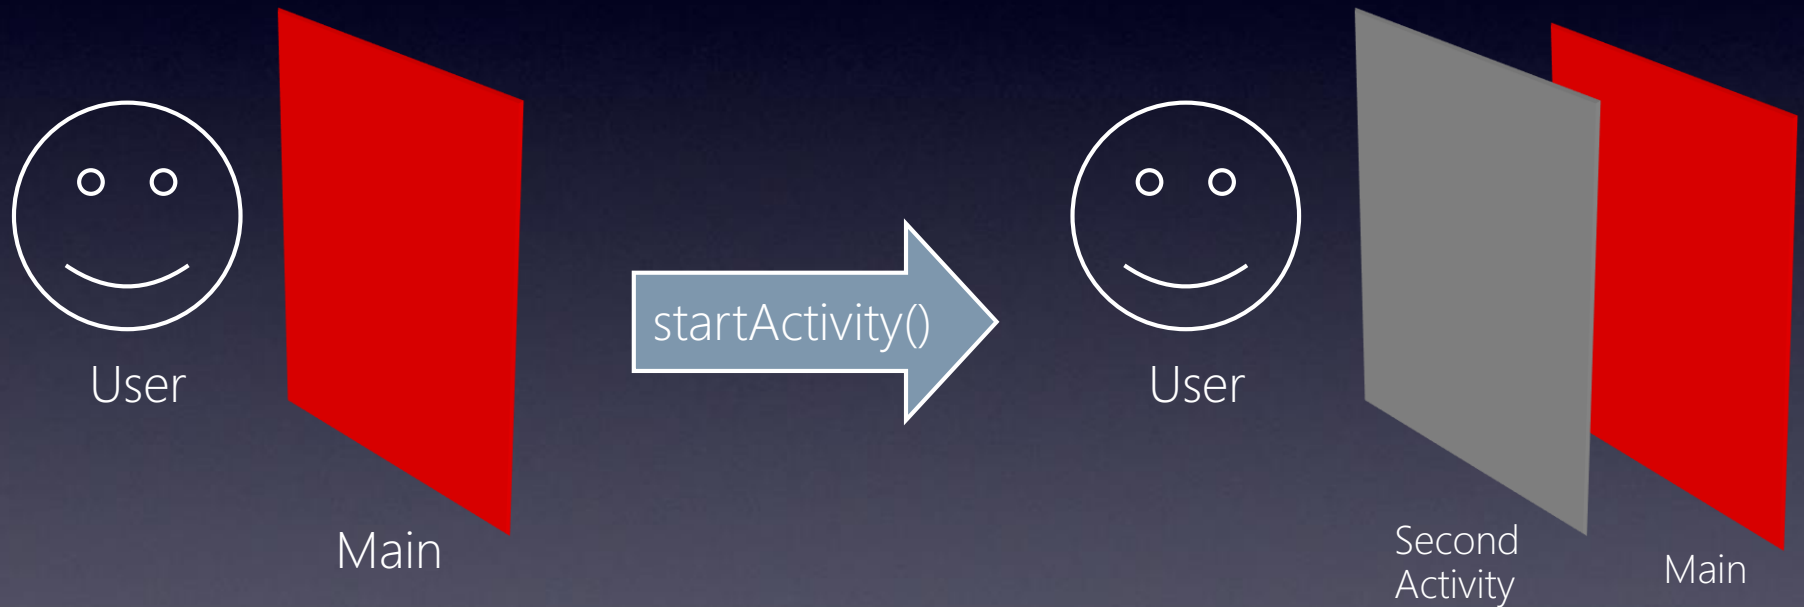 User
Main
startActivity()
User
Second
Activity
Main